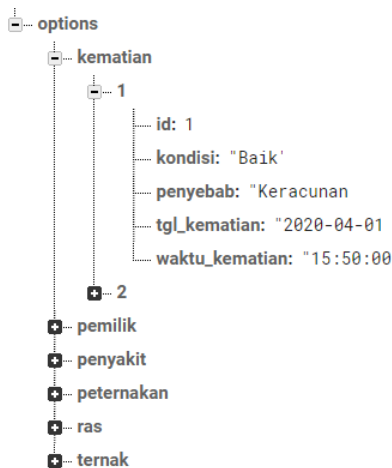 options
kematian
1
id: 1
kondisi: "Baik'
penyebab: "Keracunan
tgl_kematian: "2020-04-01
waktu_kematian: "15:50:00
2
pemilik
penyakit
peternakan
ras
ternak